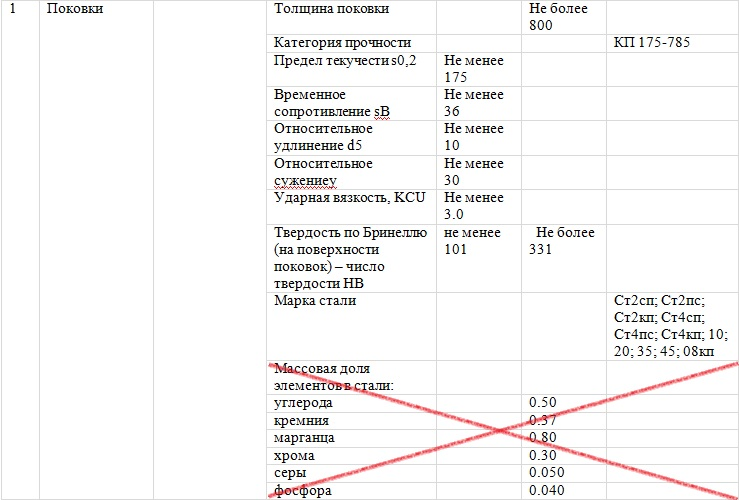 1 Поковки Толщина поковки Не более
800
Категория прочности КП 175-785
Предел текучести s0,2 Не менее
175
Временное Не менее
сопротивление sB 36
Относительное Не менее
удлинение d5 10
Относительное Не менее
сужениеy 30
Ударная вязкость, KCU Не менее
3.0
Твердость по Бринеллю не менее Не более
(на поверхности 101 331
поковок) – число
твердости HB
Марка стали Ст2сп; Ст2пс;
Ст2кп; Ст4сп;
Ст4пс; Ст4кп; 10;
20; 35; 45; 08кп
Массовая доля
элементов в стали:
углерода 0.50
кремния 0.37
марганца 0.80
хрома 0.30
серы 0.050
фосфора 0.040